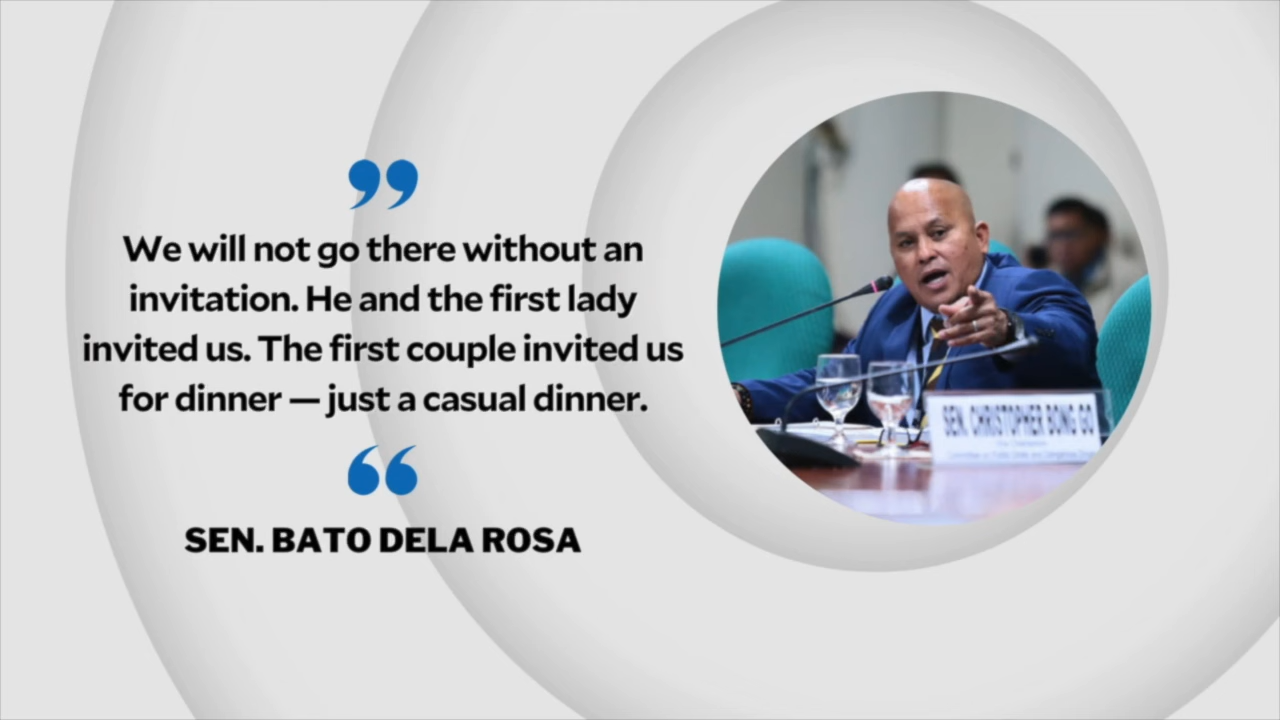 ”
We will not go there without an
invitation. He and the first lady
invited us. The first couple invited us
for dinner — just a casual dinner.
“
SEN. BATO DELA ROSA
SEN. CHRISTOPHER BONG GO